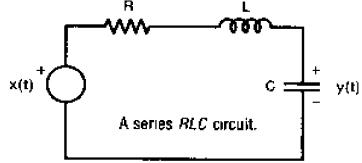 R
L
x(t)
+
C
+
y(t)
−
A series RLC circuit.